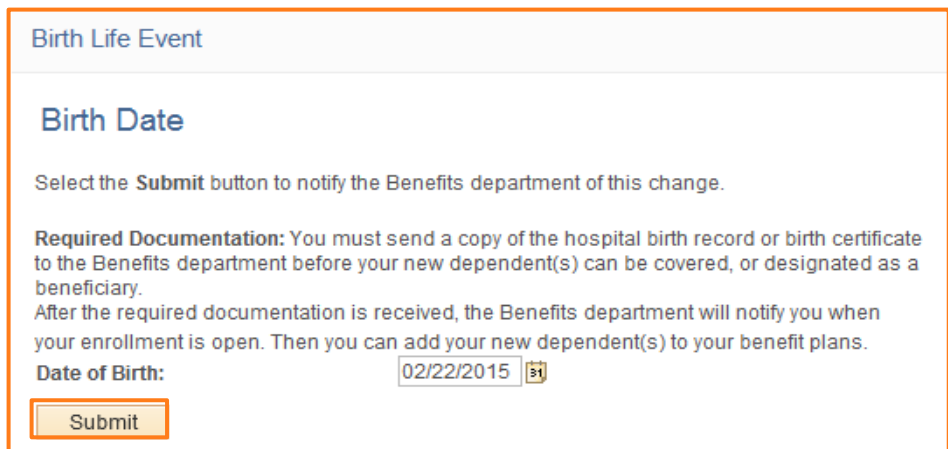 Birth Life Event
Birth Date
Select the Submit button to notify the Benefits department of this change.
Required Documentation: You must send a copy of the hospital birth record or birth certificate
to the Benefits department before your new dependent(s) can be covered, or designated as a
beneficiary.
After the required documentation is received, the Benefits department will notify you when
your enrollment is open. Then you can add your new dependent(s) to your benefit plans.
Date of Birth: 02/22/2015 31
Submit